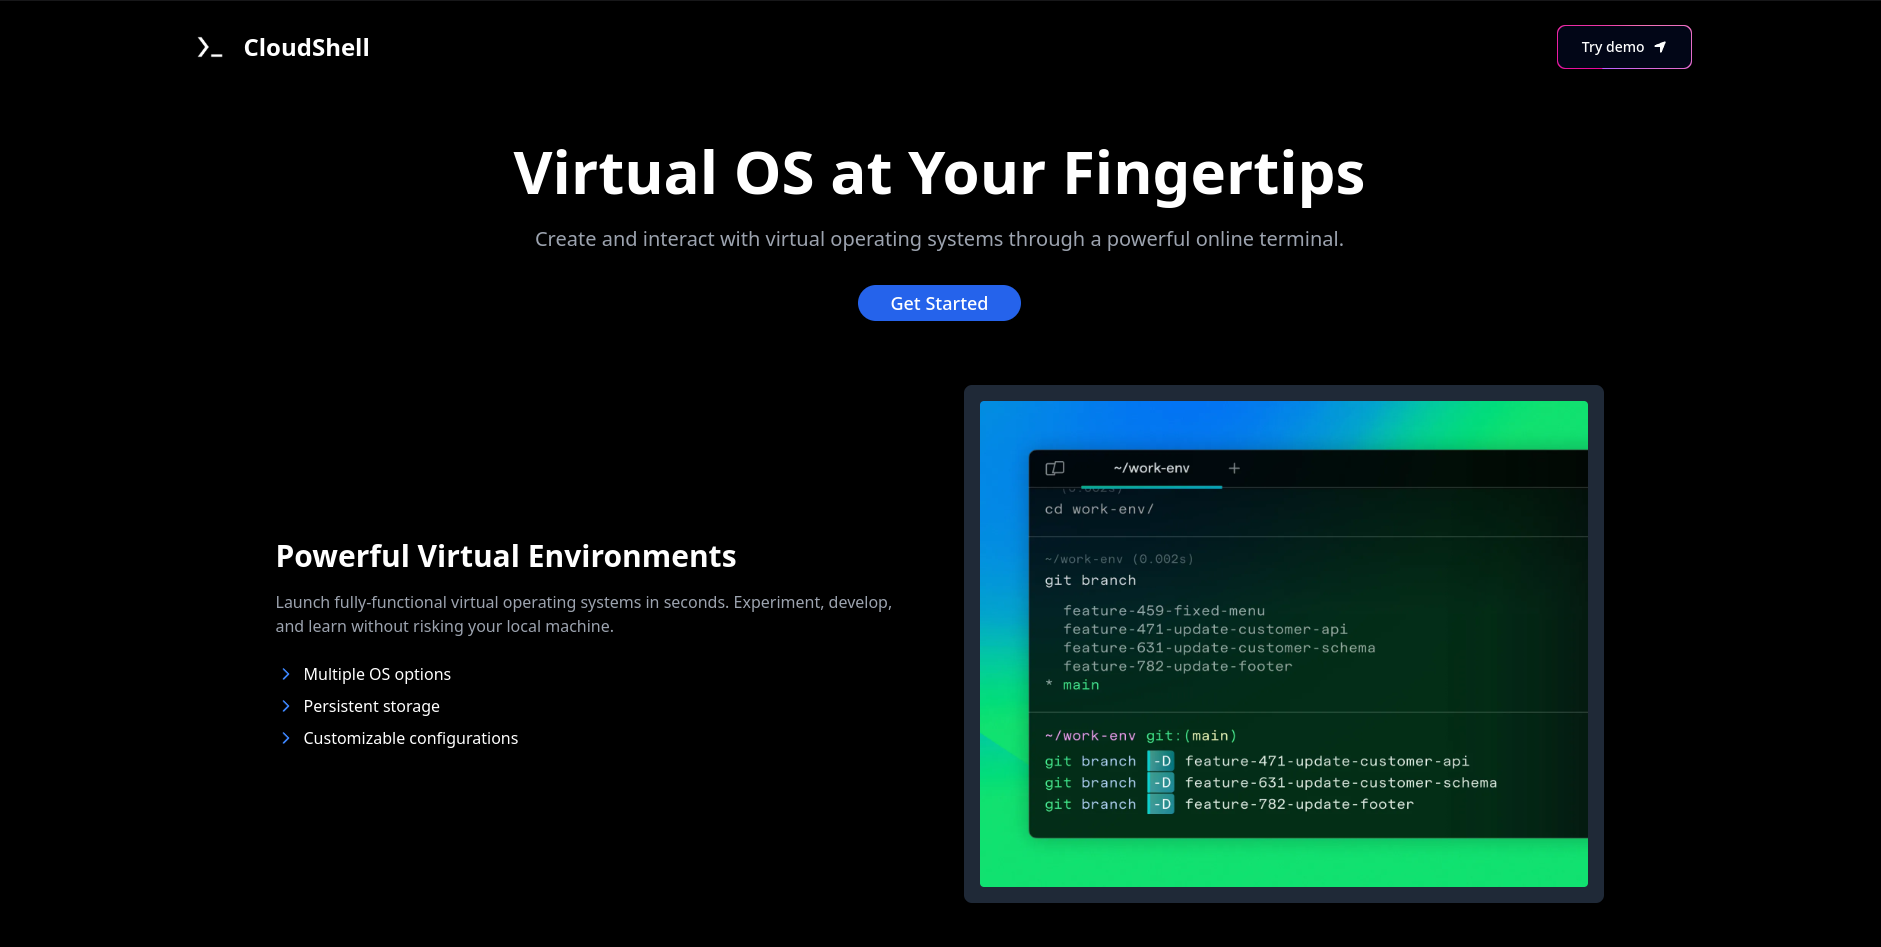 CloudShell
Try demo
Virtual OS at Your Fingertips
Create and interact with virtual operating systems through a powerful online terminal.
Get Started
Powerful Virtual Environments
Launch fully-functional virtual operating systems in seconds. Experiment, develop,
and learn without risking your local machine.
Multiple OS options
Persistent storage
Customizable configurations
~/work-env
cd work-env/
~/work-env (0.002s)
git branch
feature-459-fixed-menu
feature-471-update-customer-api
feature-631-update-customer-schema
feature-782-update-footer
* main
~/work-env git:(main)
git branch -D feature-471-update-customer-api
git branch -D feature-631-update-customer-schema
git branch -D feature-782-update-footer